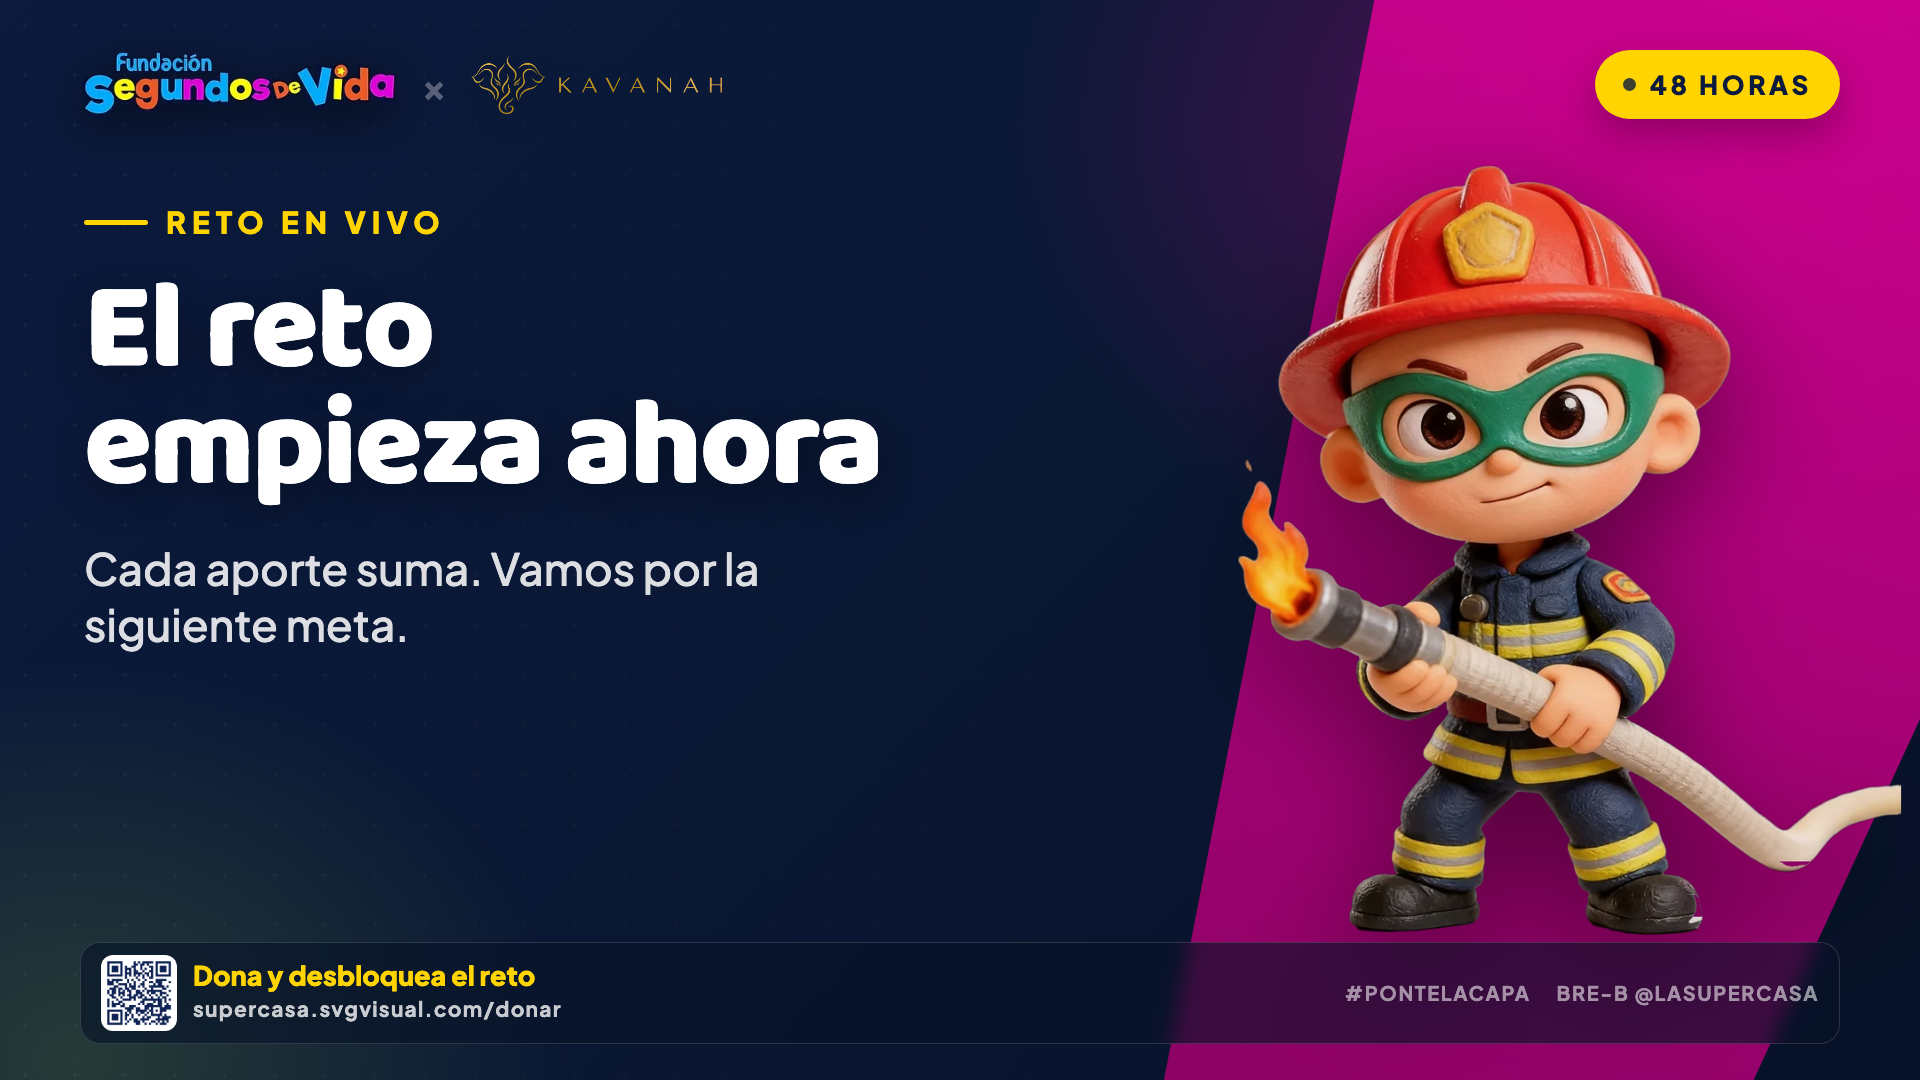 Fundación
Segundos DE Vida × KAVANAH
48 HORAS
RETO EN VIVO
El reto
empieza ahora
Cada aporte suma. Vamos por la
siguiente meta.
Dona y desbloquea el reto
supercasa.svgvisual.com/donar
#PONTELACAPA BRE-B @LASUPERCASA